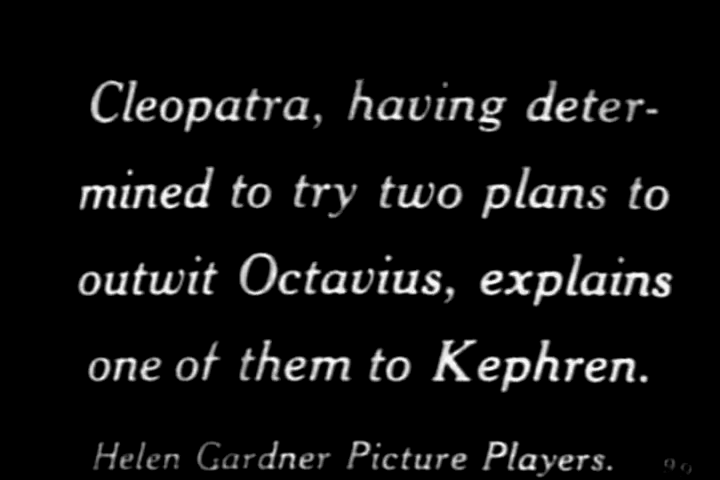 Cleopatra, having deter-
mined to try two plans to
outwit Octavius, explains
one of them to Kephren.
Helen Gardner Picture Players.